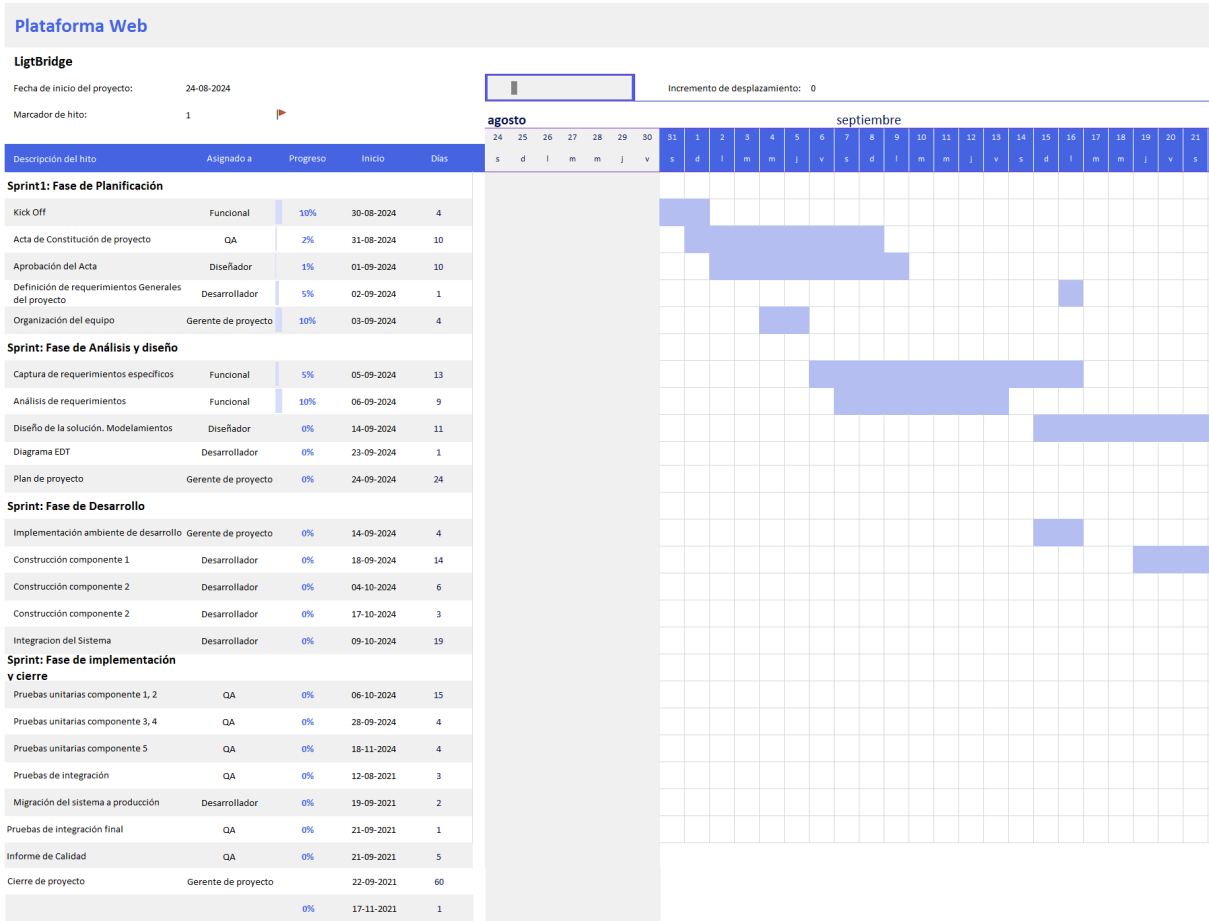 Plataforma Web
LigtBridge
Fecha de inicio del proyecto: 24-08-2024 Incremento de desplazamiento: 0
Marcador de hito: 1
agosto septiembre
24 25 26 27 28 29 30 31 1 2 3 4 5 6 7 8 9 10 11 12 13 14 15 16 17 18 19 20 21
Descripción del hito Asignado a Progreso Inicio Días s d l m m j v s d l m m j v s d l m m j v s d l m m j v s
Sprint1: Fase de Planificación
Kick Off Funcional 10% 30-08-2024 4
Acta de Constitución de proyecto QA 2% 31-08-2024 10
Aprobación del Acta Diseñador 1% 01-09-2024 10
Definición de requerimientos Generales
del proyecto Desarrollador 5% 02-09-2024 1
Organización del equipo Gerente de proyecto 10% 03-09-2024 4
Sprint: Fase de Análisis y diseño
Captura de requerimientos específicos Funcional 5% 05-09-2024 13
Análisis de requerimientos Funcional 10% 06-09-2024 9
Diseño de la solución. Modelamientos Diseñador 0% 14-09-2024 11
Diagrama EDT Desarrollador 0% 23-09-2024 1
Plan de proyecto Gerente de proyecto 0% 24-09-2024 24
Sprint: Fase de Desarrollo
Implementación ambiente de desarrollo Gerente de proyecto 0% 14-09-2024 4
Construcción componente 1 Desarrollador 0% 18-09-2024 14
Construcción componente 2 Desarrollador 0% 04-10-2024 6
Construcción componente 2 Desarrollador 0% 17-10-2024 3
Integracion del Sistema Desarrollador 0% 09-10-2024 19
Sprint: Fase de implementación
y cierre
Pruebas unitarias componente 1, 2 QA 0% 06-10-2024 15
Pruebas unitarias componente 3, 4 QA 0% 28-09-2024 4
Pruebas unitarias componente 5 QA 0% 18-11-2024 4
Pruebas de integración QA 0% 12-08-2021 3
Migración del sistema a producción Desarrollador 0% 19-09-2021 2
Pruebas de integración final QA 0% 21-09-2021 1
Informe de Calidad QA 0% 21-09-2021 5
Cierre de proyecto Gerente de proyecto 22-09-2021 60
0% 17-11-2021 1